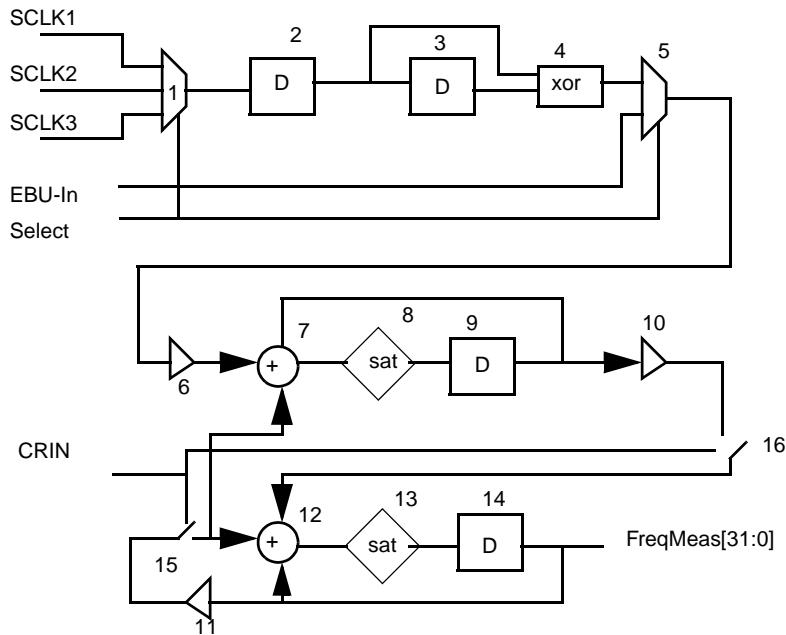 SCLK1
2
3
4
5
D
D
xor
SCLK2
1
SCLK3
EBU-In
Select
7
8
9
10
+
sat
D
6
CRIN
16
12
13
14
+
sat
D
FreqMeas[31:0]
15
11